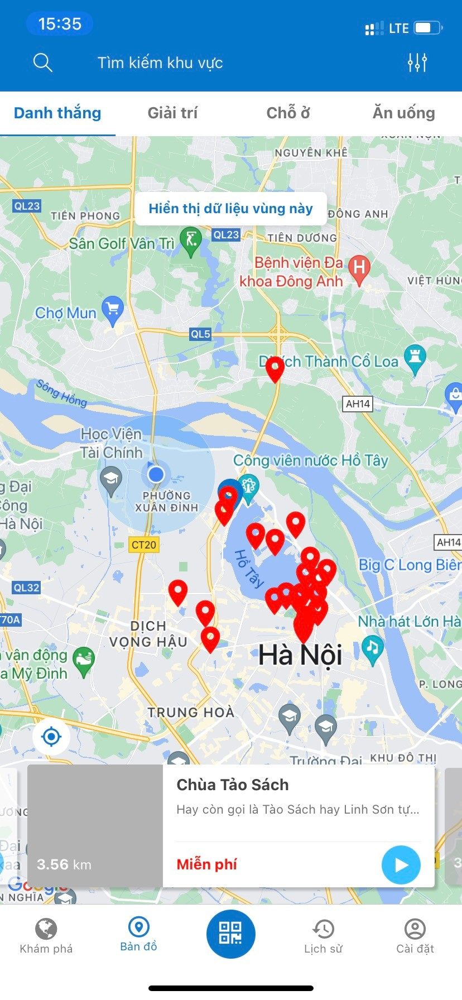 15:35
LTE
Tìm kiếm khu vực
Danh thắng
Giải trí
Chỗ ở
Ăn uống
NGUYÊN KHÊ
QL23
TIỀN PHONG
Hiển thị dữ liệu vùng này
ĐÔNG ANH
Sân Golf Vân Trì
QL23
TIÊN DƯƠNG
Bệnh viện Đa
khoa Đông Anh
VIỆT HÙNG
Chợ Mun
QL5
Thành Cổ Loa
Sông Hồng
AH14
Học Viện
Tài Chính
Công viên nước Hồ Tây
PHƯỜNG
XUÂN ĐỈNH
Đại
Hà Nội
CT20
AH14
Hồ Tây
Big C Long Biên
QL32
70A
Nhà hát Lớn Hà
DỊCH
VỌNG HẬU
vận động
Mỹ Đình
Hà Nội
P. LONG
TRUNG HOÀ
Trường Đại
KHU ĐÔ THỊ
Chùa Tảo Sách
Hay còn gọi là Tào Sách hay Linh Sơn tự...
3.56 km
Miễn phí
Google
N NGHĨA
Khám phá
Bản đồ
Lịch sử
Cài đặt